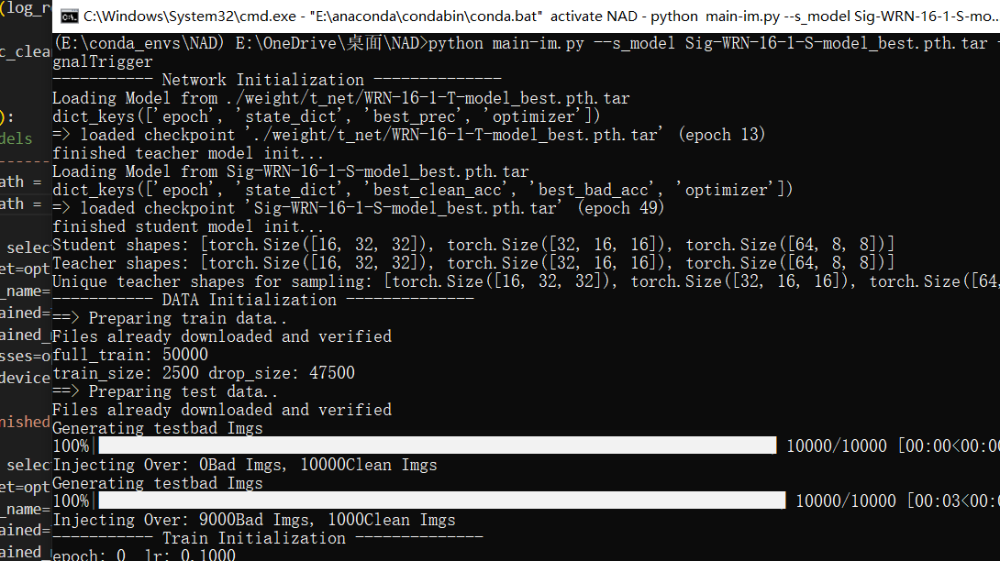 C:\Windows\System32\cmd.exe - "E:\anaconda\condabin\conda.bat"  activate NAD - python  main-im.py --s_model Sig-WRN-16-1-S-mo...
(E:\conda_envs\NAD) E:\OneDrive\桌面\NAD>python main-im.py --s_model Sig-WRN-16-1-S-model_best.pth.tar -
gnalTrigger
----------- Network Initialization --------------
Loading Model from ./weight/t_net/WRN-16-1-T-model_best.pth.tar
dict_keys(['epoch', 'state_dict', 'best_prec', 'optimizer'])
=> loaded checkpoint './weight/t_net/WRN-16-1-T-model_best.pth.tar' (epoch 13)
finished teacher model init...
Loading Model from Sig-WRN-16-1-S-model_best.pth.tar
dict_keys(['epoch', 'state_dict', 'best_clean_acc', 'best_bad_acc', 'optimizer'])
=> loaded checkpoint 'Sig-WRN-16-1-S-model_best.pth.tar' (epoch 49)
finished student model init...
Student shapes: [torch.Size([16, 32, 32]), torch.Size([32, 16, 16]), torch.Size([64, 8, 8])]
Teacher shapes: [torch.Size([16, 32, 32]), torch.Size([32, 16, 16]), torch.Size([64, 8, 8])]
Unique teacher shapes for sampling: [torch.Size([16, 32, 32]), torch.Size([32, 16, 16]), torch.Size([64,
----------- DATA Initialization --------------
==> Preparing train data..
Files already downloaded and verified
full_train: 50000
train_size: 2500 drop_size: 47500
==> Preparing test data..
Files already downloaded and verified
Generating testbad Imgs
100%| 10000/10000 [00:00<00:00
Injecting Over: 0Bad Imgs, 10000Clean Imgs
Generating testbad Imgs
100%| 10000/10000 [00:03<00:
Injecting Over: 9000Bad Imgs, 1000Clean Imgs
----------- Train Initialization --------------
epoch: 0  lr: 0.1000
(log_r
c_clea
):
dels
------
ath =
ath =
selec
et=opt
_name=
ained=
ained_
sses=o
device
nished
selec
et=opt
_name=
ained=
ained_